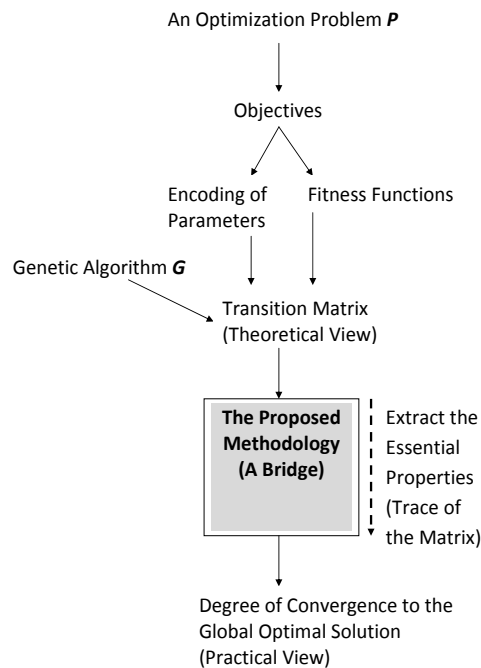 An Optimization Problem P
Objectives
Encoding of
Parameters
Fitness Functions
Genetic Algorithm G
Transition Matrix
(Theoretical View)
The Proposed
Methodology
(A Bridge)
Extract the
Essential
Properties
(Trace of
the Matrix)
Degree of Convergence to the
Global Optimal Solution
(Practical View)